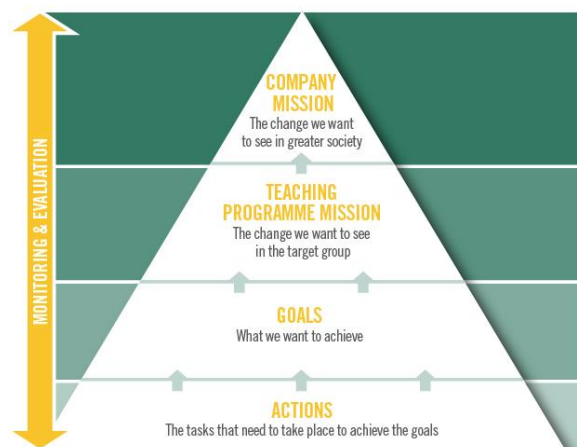 MONITORING & EVALUATION
COMPANY
MISSION
The change we want
to see in greater society
TEACHING
PROGRAMME MISSION
The change we want to see
in the target group
GOALS
What we want to achieve
ACTIONS
The tasks that need to take place to achieve the goals